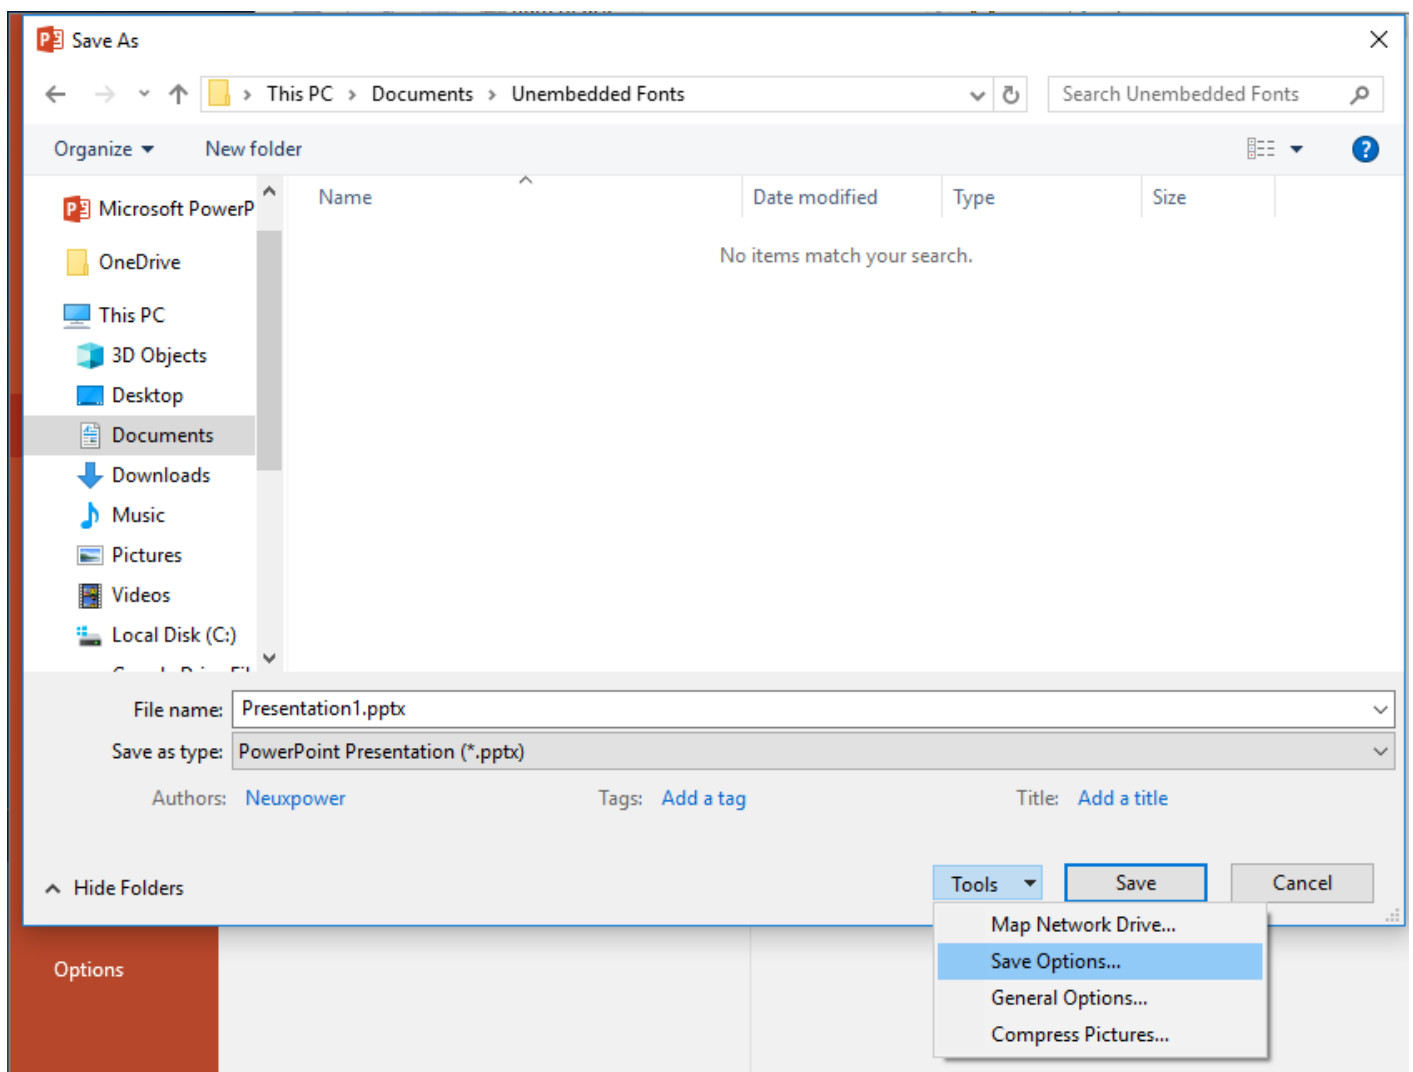 Save As
This PC > Documents > Unembedded Fonts
Search Unembedded Fonts
Organize
New folder
Microsoft PowerP
OneDrive
This PC
3D Objects
Desktop
Documents
Downloads
Music
Pictures
Videos
Local Disk (C:)
Name
Date modified
Type
Size
No items match your search.
File name: Presentation1.pptx
Save as type: PowerPoint Presentation (*.pptx)
Authors: Neuxpower
Tags: Add a tag
Title: Add a title
Hide Folders
Tools
Save
Cancel
Map Network Drive...
Save Options...
General Options...
Compress Pictures...
Options